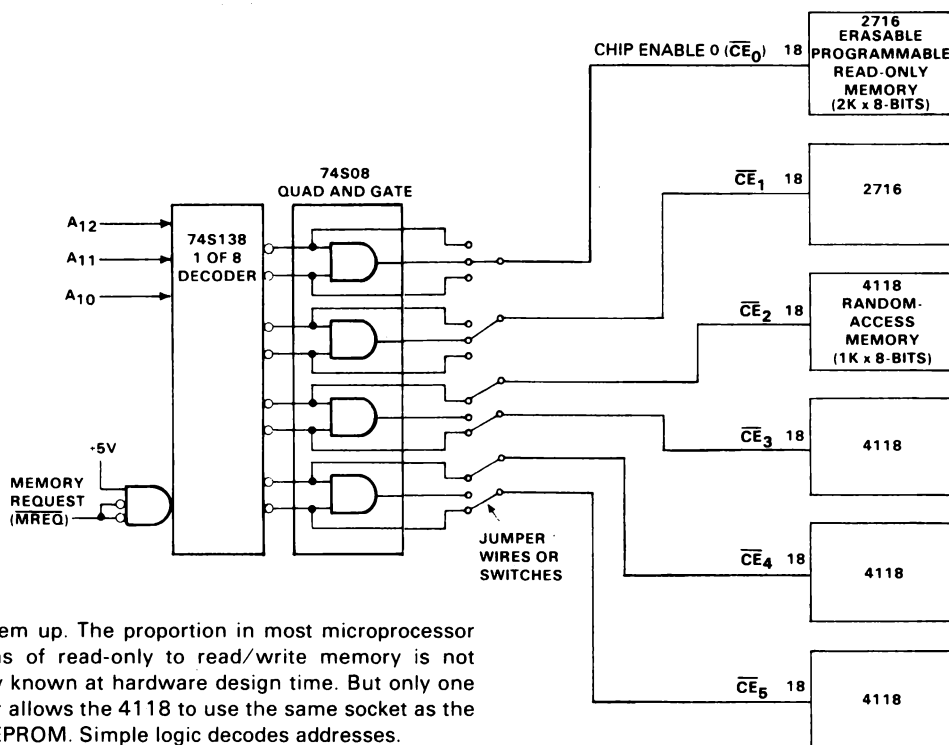 2716
ERASABLE
PROGRAMMABLE
READ-ONLY
MEMORY
(2K x 8-BITS)
CHIP ENABLE 0 (CE0) 18
74S08
QUAD AND GATE
CE1 18
2716
A12
A11
A10
74S138
1 OF 8
DECODER
4118
RANDOM-
ACCESS
MEMORY
(1K x 8-BITS)
CE2 18
CE3 18
4118
+5V
MEMORY
REQUEST
(MREQ)
JUMPER
WIRES OR
SWITCHES
CE4 18
4118
CE5 18
4118
em up. The proportion in most microprocessor
s of read-only to read/write memory is not
y known at hardware design time. But only one
y allows the 4118 to use the same socket as the
EPROM. Simple logic decodes addresses.